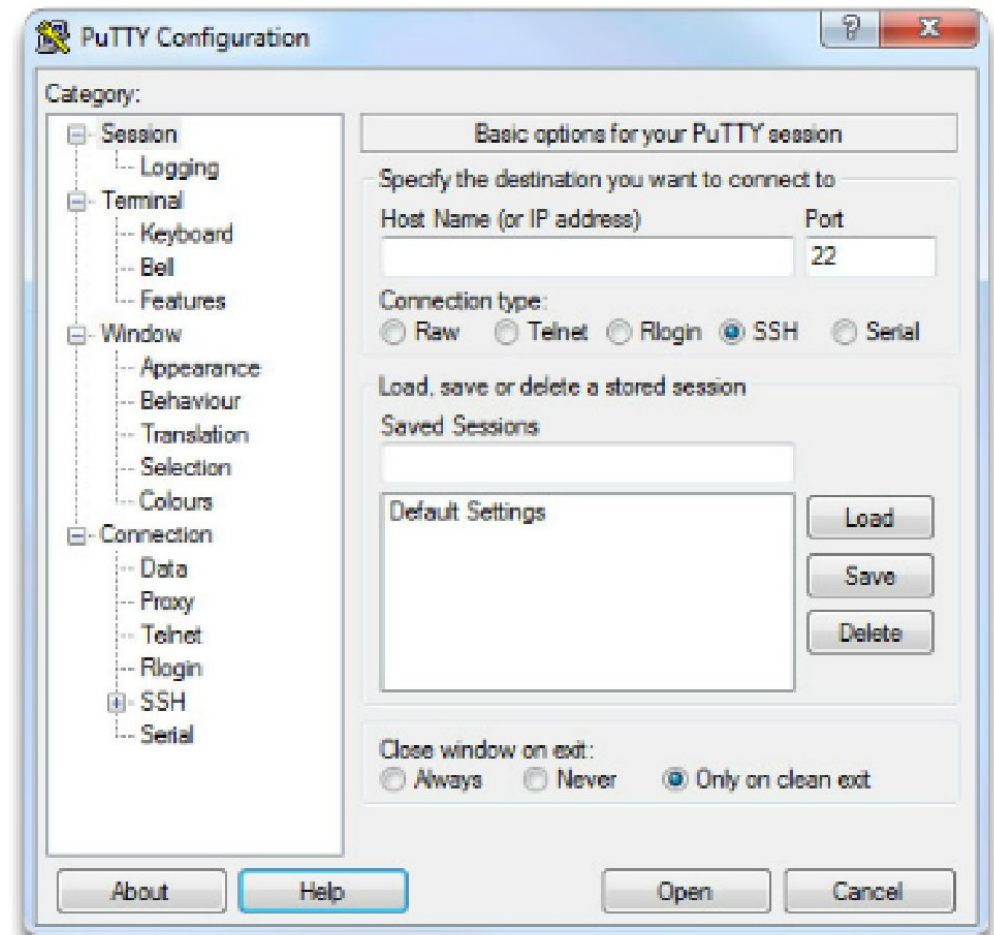 PuTTY Configuration
Category:
Session
Logging
Terminal
Keyboard
Bell
Features
Window
Appearance
Behaviour
Translation
Selection
Colours
Connection
Data
Proxy
Telnet
Rlogin
SSH
Serial
Basic options for your PuTTY session
Specify the destination you want to connect to
Host Name (or IP address) Port
22
Connection type:
Raw Telnet Rlogin SSH Serial
Load, save or delete a stored session
Saved Sessions
Default Settings
Load
Save
Delete
Close window on exit:
Always Never Only on clean exit
About Help Open Cancel